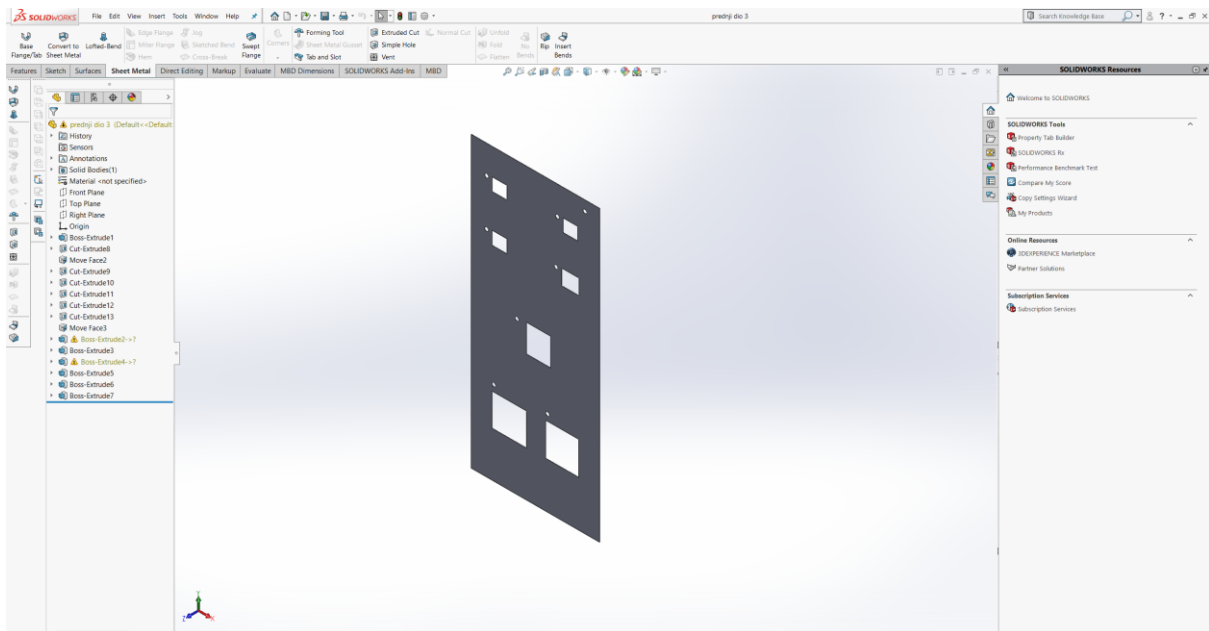 SOLIDWORKS File Edit View Insert Tools Window Help prednji dio 3 Search Knowledge Base
Base Flange/Tab
Convert to Sheet Metal
Lofted-Bend
Edge Flange
Miter Flange
Hem
Jog
Sketched Bend
Cross-Break
Swept Flange
Corners
Forming Tool
Sheet Metal Gusset
Tab and Slot
Extruded Cut
Simple Hole
Vent
Normal Cut
Unfold
Fold
Flatten
No Bends
Rip
Insert Bends
Features Sketch Surfaces Sheet Metal Direct Editing Markup Evaluate MBD Dimensions SOLIDWORKS Add-Ins MBD
prednji dio 3 (Default<<Default
History
Sensors
Annotations
Solid Bodies(1)
Material <not specified>
Front Plane
Top Plane
Right Plane
Origin
Boss-Extrude1
Cut-Extrude8
Move Face2
Cut-Extrude9
Cut-Extrude10
Cut-Extrude11
Cut-Extrude12
Cut-Extrude13
Move Face3
Boss-Extrude2->?
Boss-Extrude3
Boss-Extrude4->?
Boss-Extrude5
Boss-Extrude6
Boss-Extrude7
Y
Z X
SOLIDWORKS Resources
Welcome to SOLIDWORKS
SOLIDWORKS Tools
Property Tab Builder
SOLIDWORKS Rx
Performance Benchmark Test
Compare My Score
Copy Settings Wizard
My Products
Online Resources
3DEXPERIENCE Marketplace
Partner Solutions
Subscription Services
Subscription Services